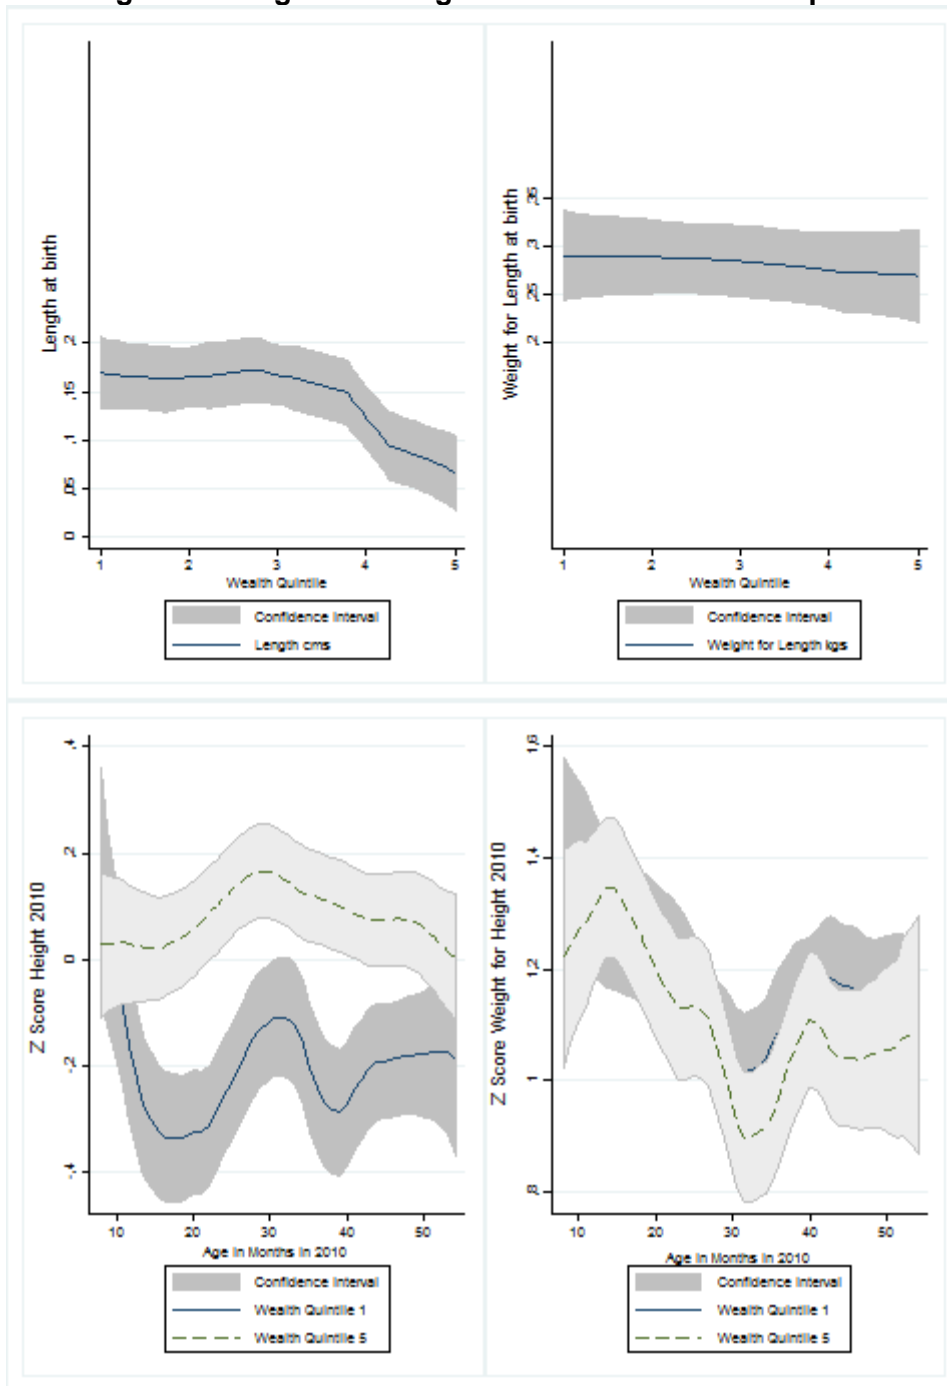 Length at birth
.2
.15
.1
.05
0
1 2 3 4 5
Wealth Quintile
Confidence Interval
Length cms
Weight for Length at birth
.35
.3
.25
.2
1 2 3 4 5
Wealth Quintile
Confidence Interval
Weight for Length kgs
Z Score Height 2010
.4
.2
0
-.2
-.4
10 20 30 40 50
Age in Months in 2010
Confidence Interval
Wealth Quintile 1
Wealth Quintile 5
Z Score Weight for Height 2010
1.6
1.4
1.2
1
.8
10 20 30 40 50
Age in Months in 2010
Confidence Interval
Wealth Quintile 1
Wealth Quintile 5